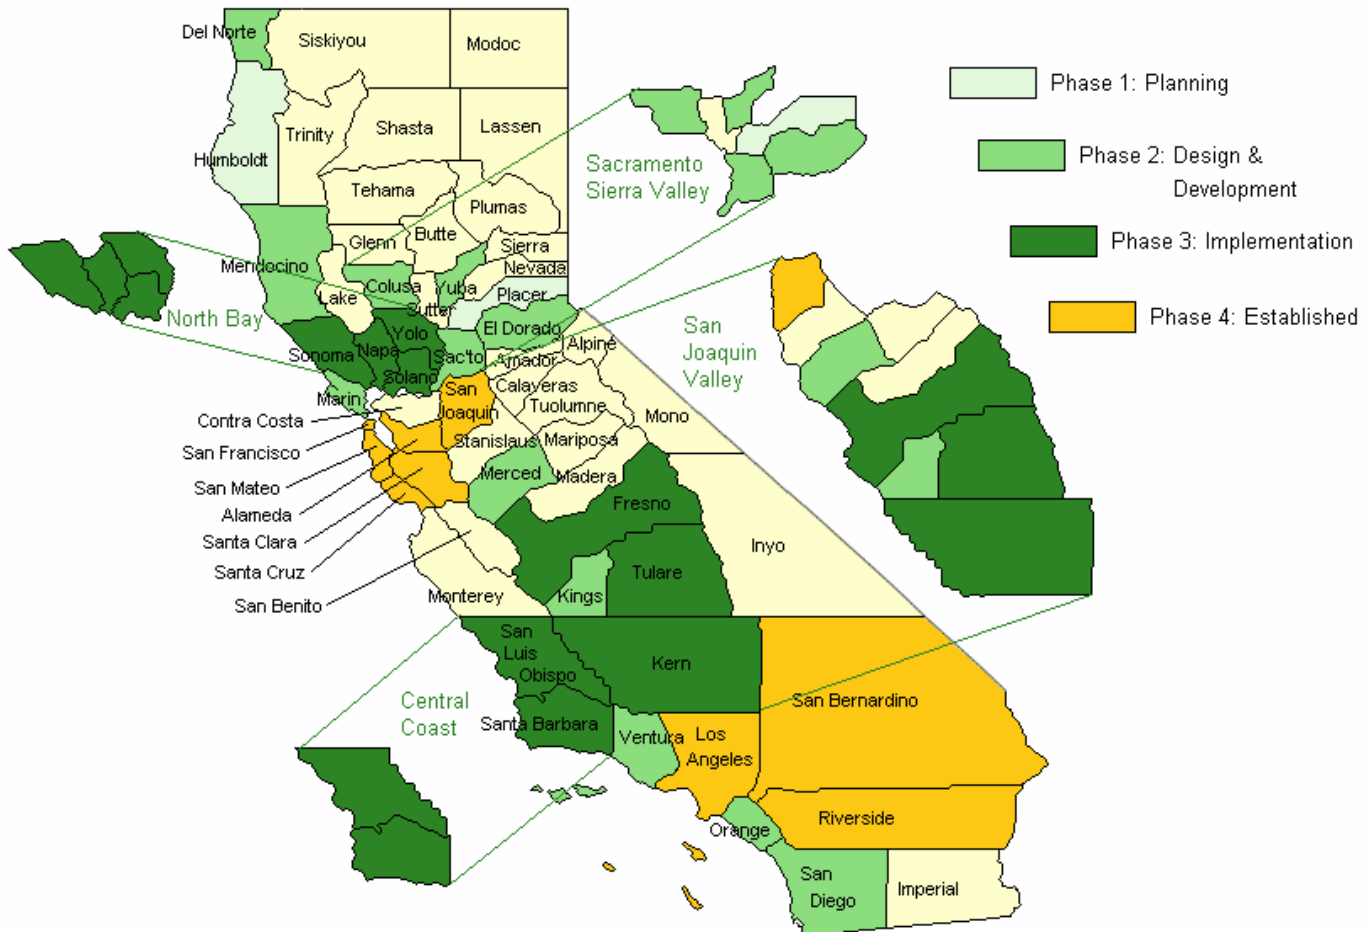 Del Norte
Siskiyou
Modoc
Phase 1: Planning
Trinity
Shasta
Lassen
Humboldt
Sacramento
Sierra Valley
Phase 2: Design &
Development
Tehama
Plumas
Glenn
Butte
Sierra
Phase 3: Implementation
Mendocino
Nevada
Lake
Colusa
Yuba
Placer
Sutter
North Bay
Phase 4: Established
El Dorado
San
Joaquin
Valley
Sonoma
Napa
Yolo
Sac'to
Alpine
Amador
Solano
Marin
San
Joaquin
Calaveras
Tuolumne
Mono
Contra Costa
San Francisco
Stanislaus
Mariposa
San Mateo
Merced
Madera
Alameda
Fresno
Santa Clara
Inyo
Santa Cruz
Tulare
San Benito
Monterey
Kings
San
Luis
Obispo
Kern
Central
Coast
San Bernardino
Santa Barbara
Ventura
Los
Angeles
Riverside
Orange
San
Diego
Imperial